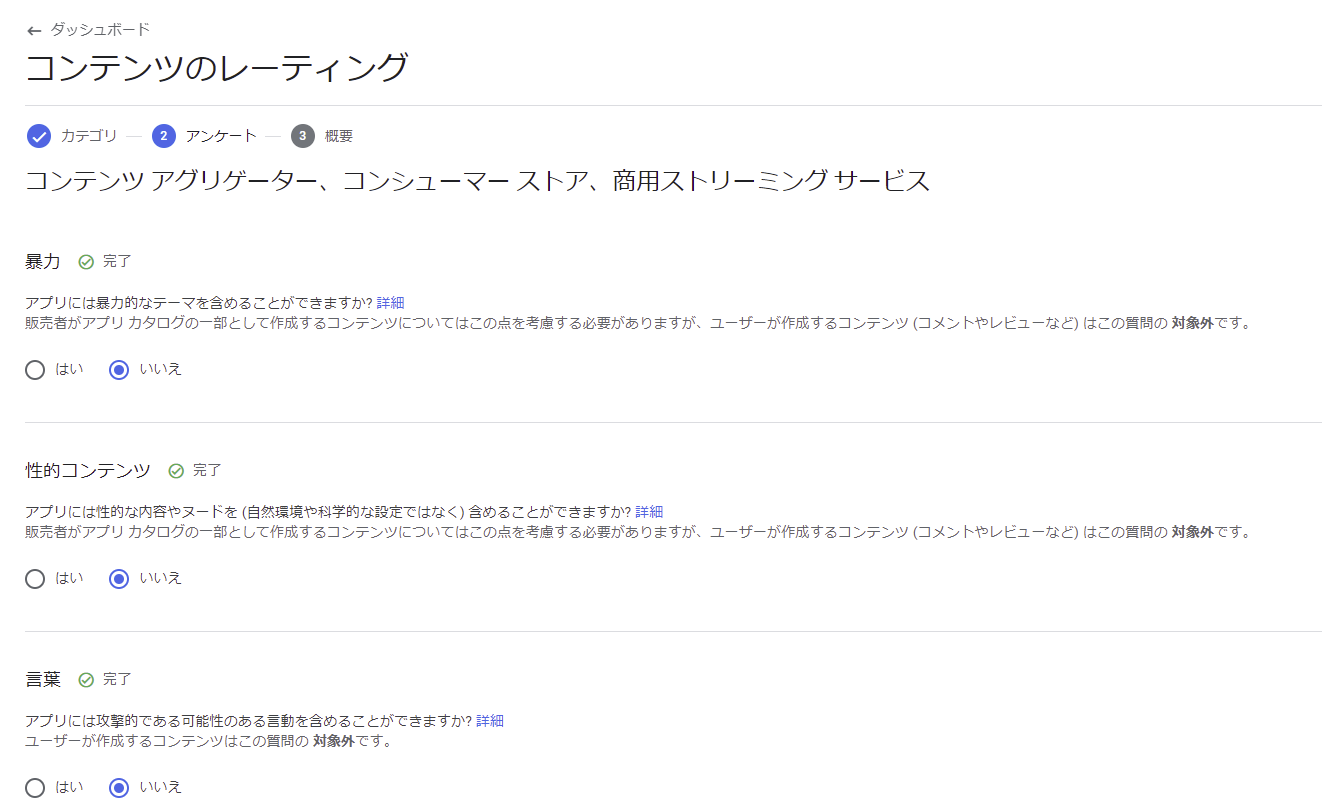 ← ダッシュボード
コンテンツのレーティング
カテゴリ 2 アンケート 3 概要
コンテンツ アグリゲーター、コンシューマー ストア、商用ストリーミング サービス
暴力 完了
アプリには暴力的なテーマを含めることができますか? 詳細
販売者がアプリ カタログの一部として作成するコンテンツについてはこの点を考慮する必要がありますが、ユーザーが作成するコンテンツ (コメントやレビューなど) はこの質問の 対象外です。
はい いいえ
性的コンテンツ 完了
アプリには性的な内容やヌードを (自然環境や科学的な設定ではなく) 含めることができますか? 詳細
販売者がアプリ カタログの一部として作成するコンテンツについてはこの点を考慮する必要がありますが、ユーザーが作成するコンテンツ (コメントやレビューなど) はこの質問の 対象外です。
はい いいえ
言葉 完了
アプリには攻撃的である可能性のある言動を含めることができますか? 詳細
ユーザーが作成するコンテンツはこの質問の 対象外です。
はい いいえ